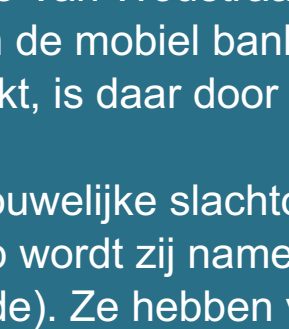 de mobiel bank
kt, is daar door
ouwelijke slachto
wordt zij name
de). Ze hebben v